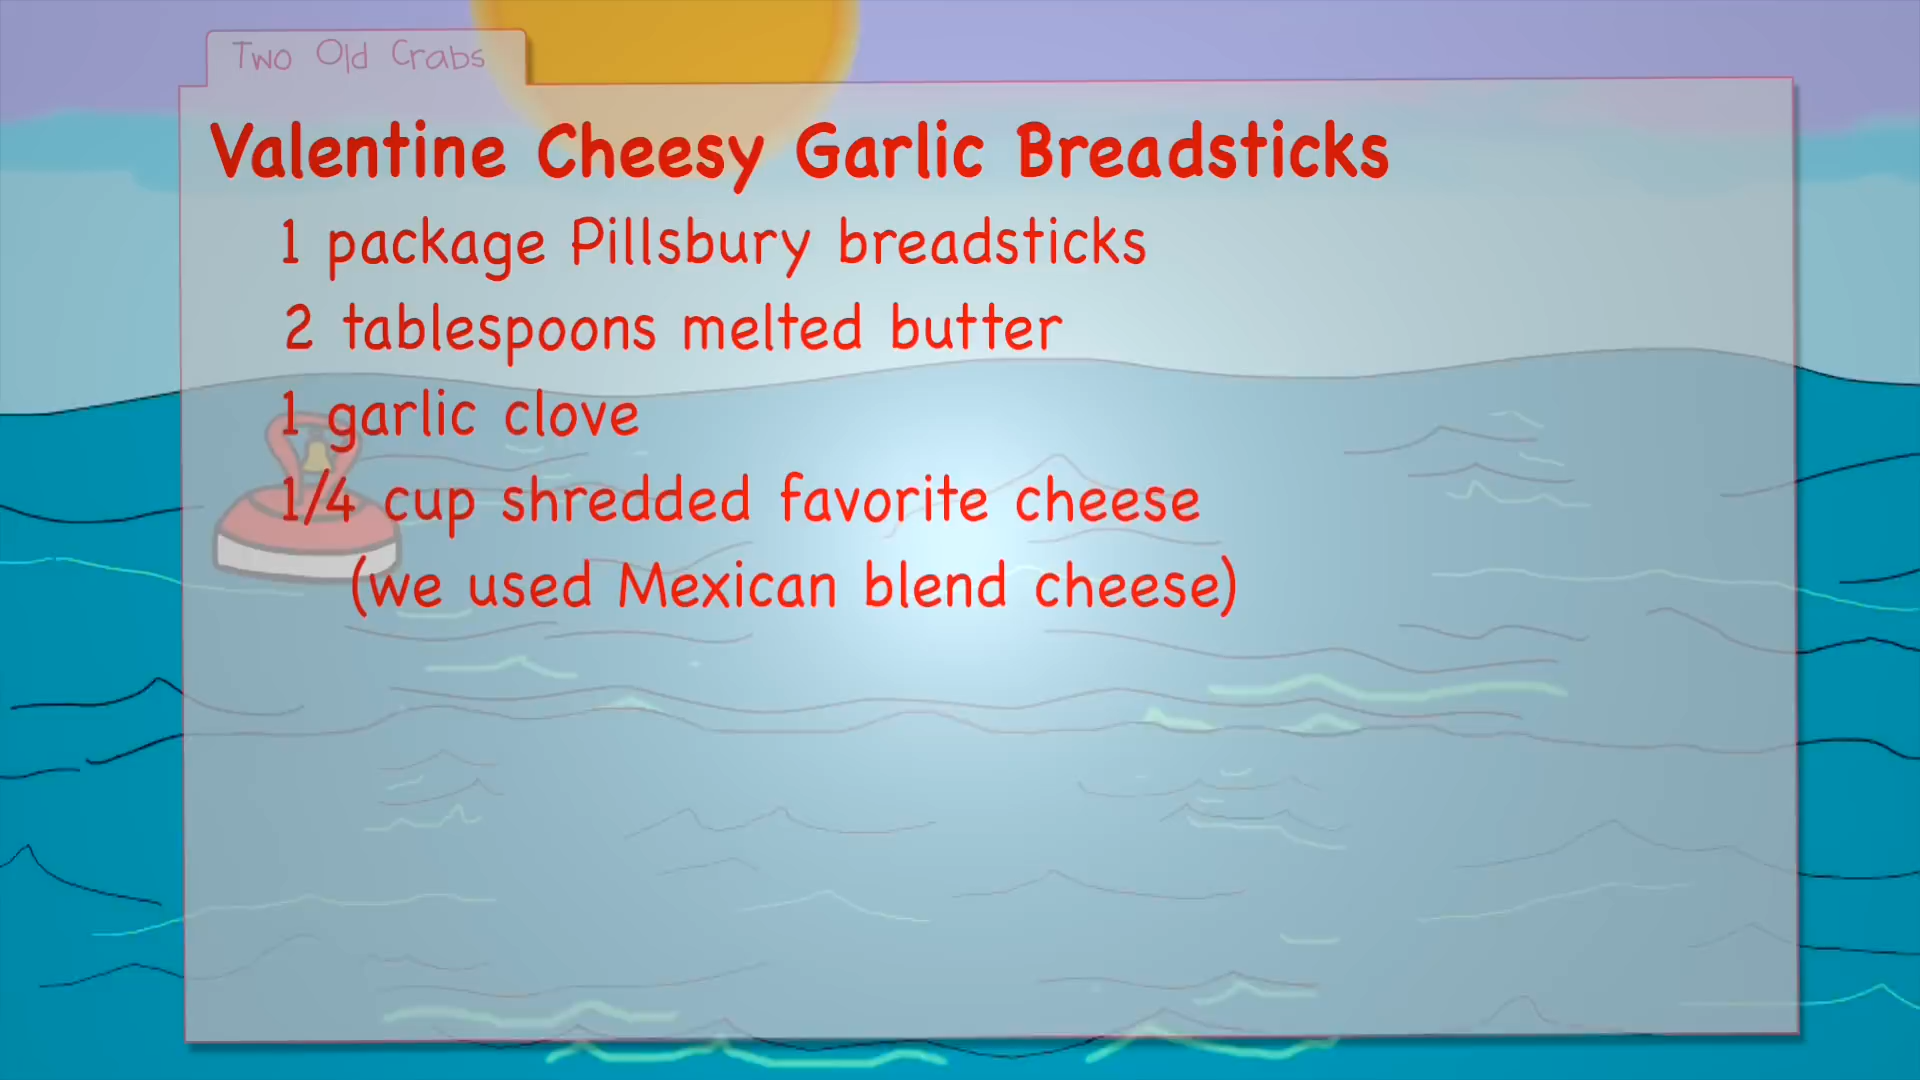 Two Old Crabs
Valentine Cheesy Garlic Breadsticks
1 package Pillsbury breadsticks
2 tablespoons melted butter
1 garlic clove
1/4 cup shredded favorite cheese
(we used Mexican blend cheese)